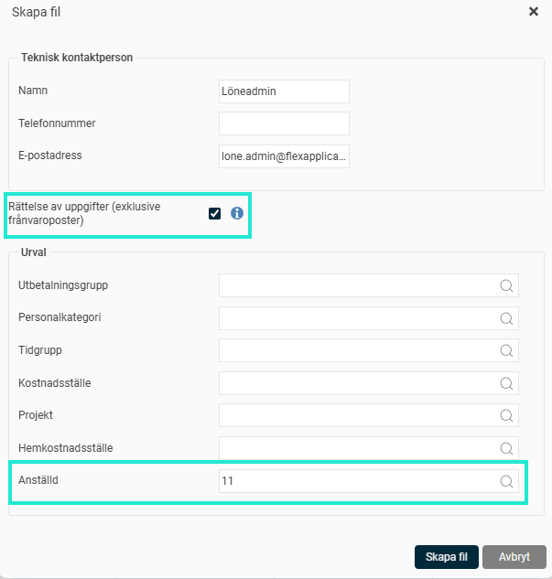 Skapa fil
Teknisk kontaktperson
Namn Löneadmin
Telefonnummer
E-postadress lone.admin@flexapplica...
Rättelse av uppgifter (exklusive
frånvaroposter)
Urval
Utbetalningsgrupp
Personalkategori
Tidgrupp
Kostnadsställe
Projekt
Hemkostnadsställe
Anställd 11
Skapa fil Avbryt